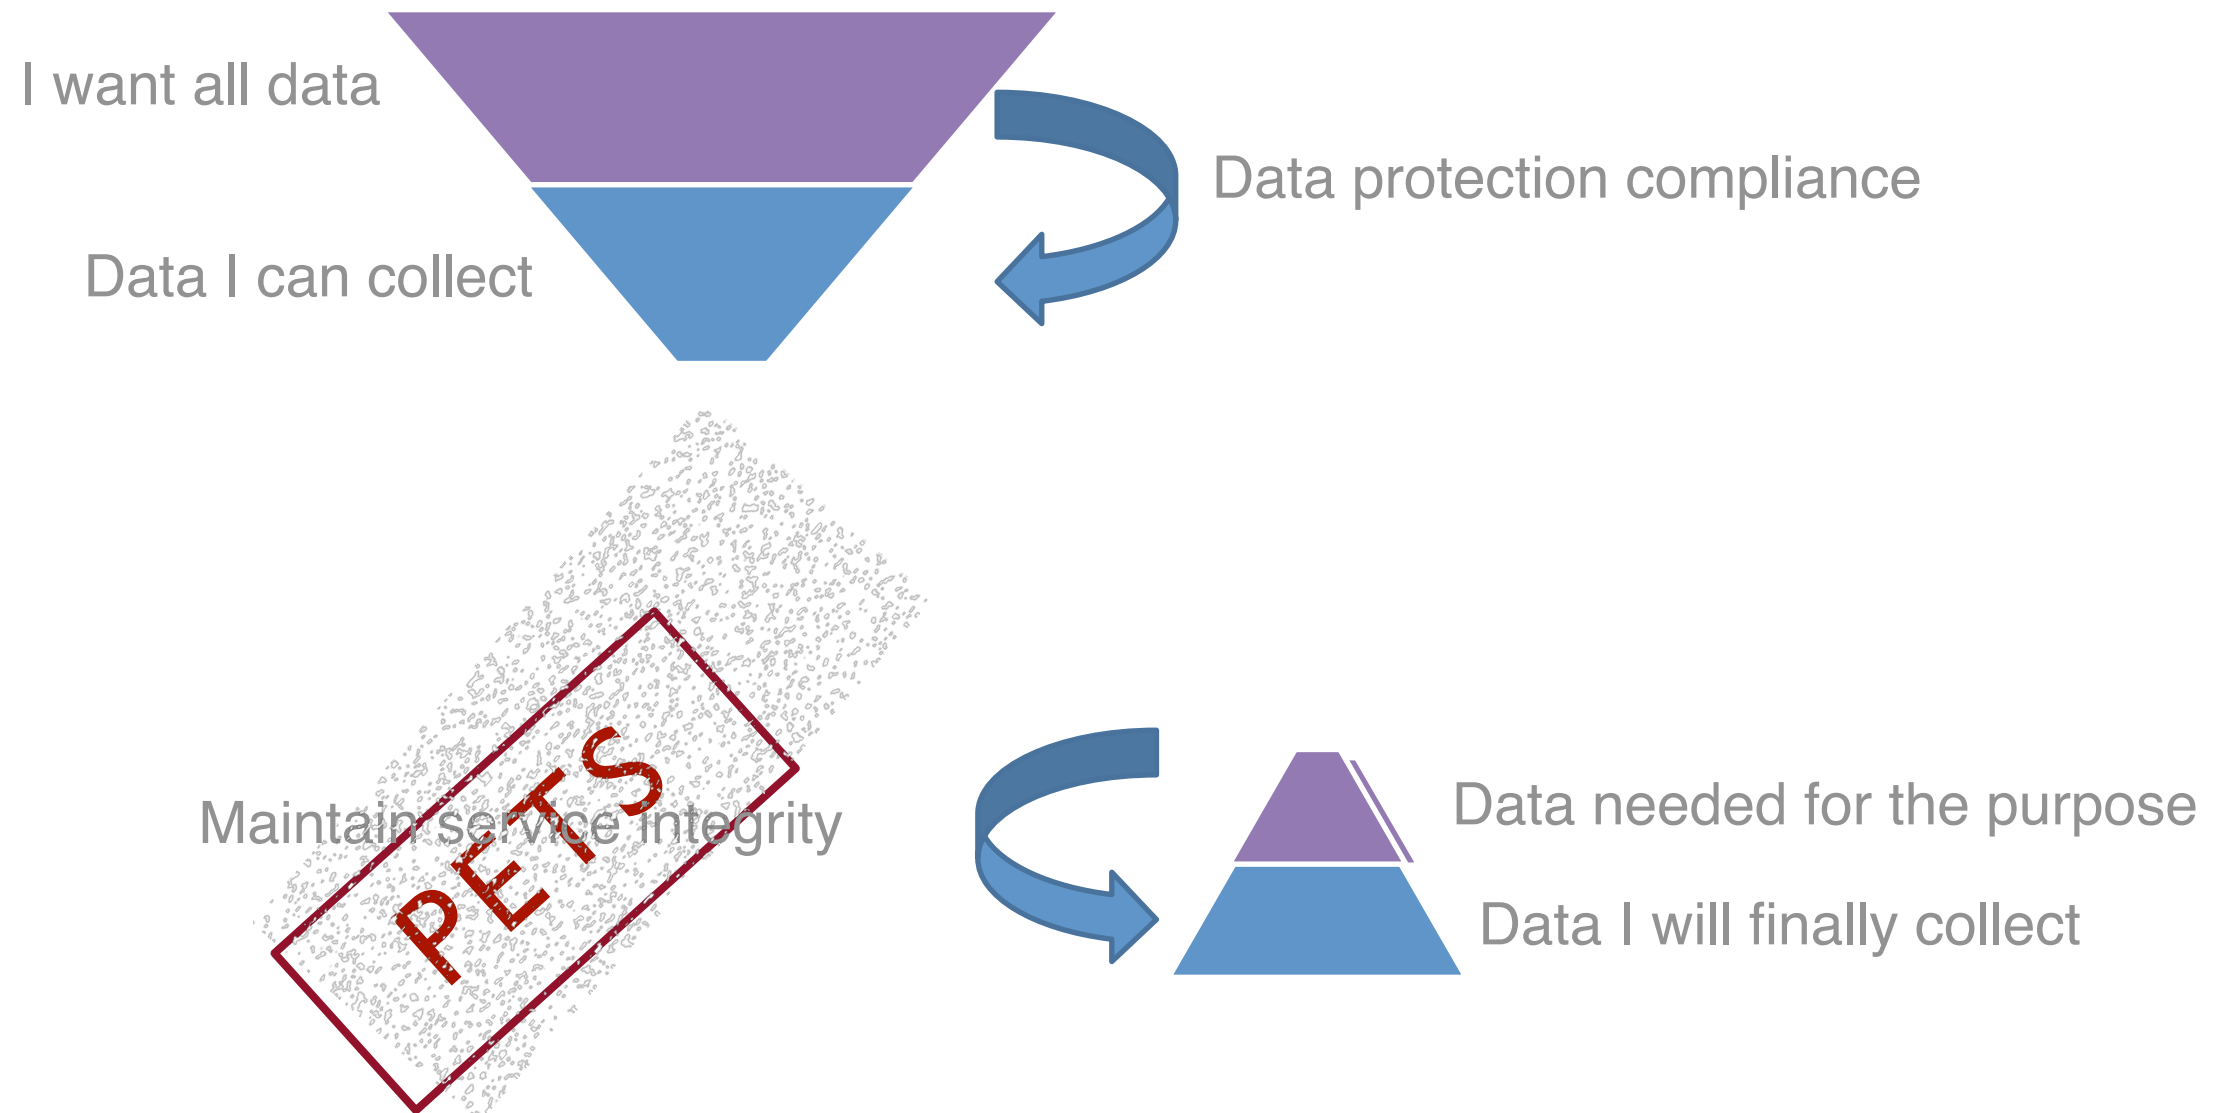 I want all data
Data protection compliance
Data I can collect
PETS
Maintain service integrity
Data needed for the purpose
Data I will finally collect